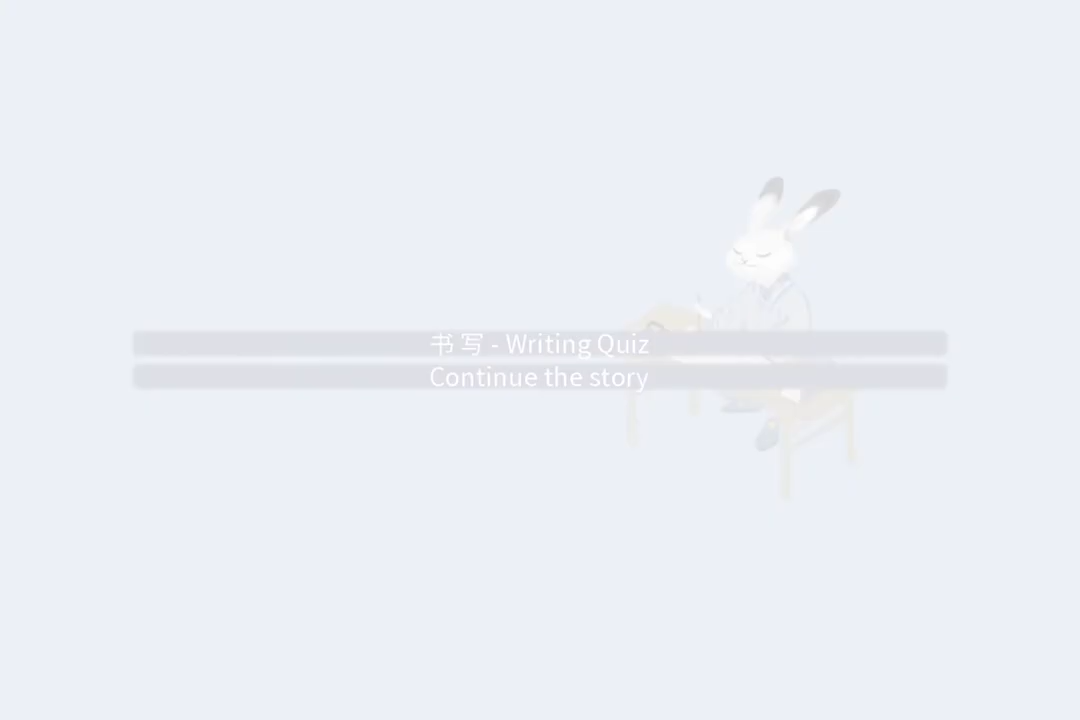 书 写 - Writing Quiz
Continue the story